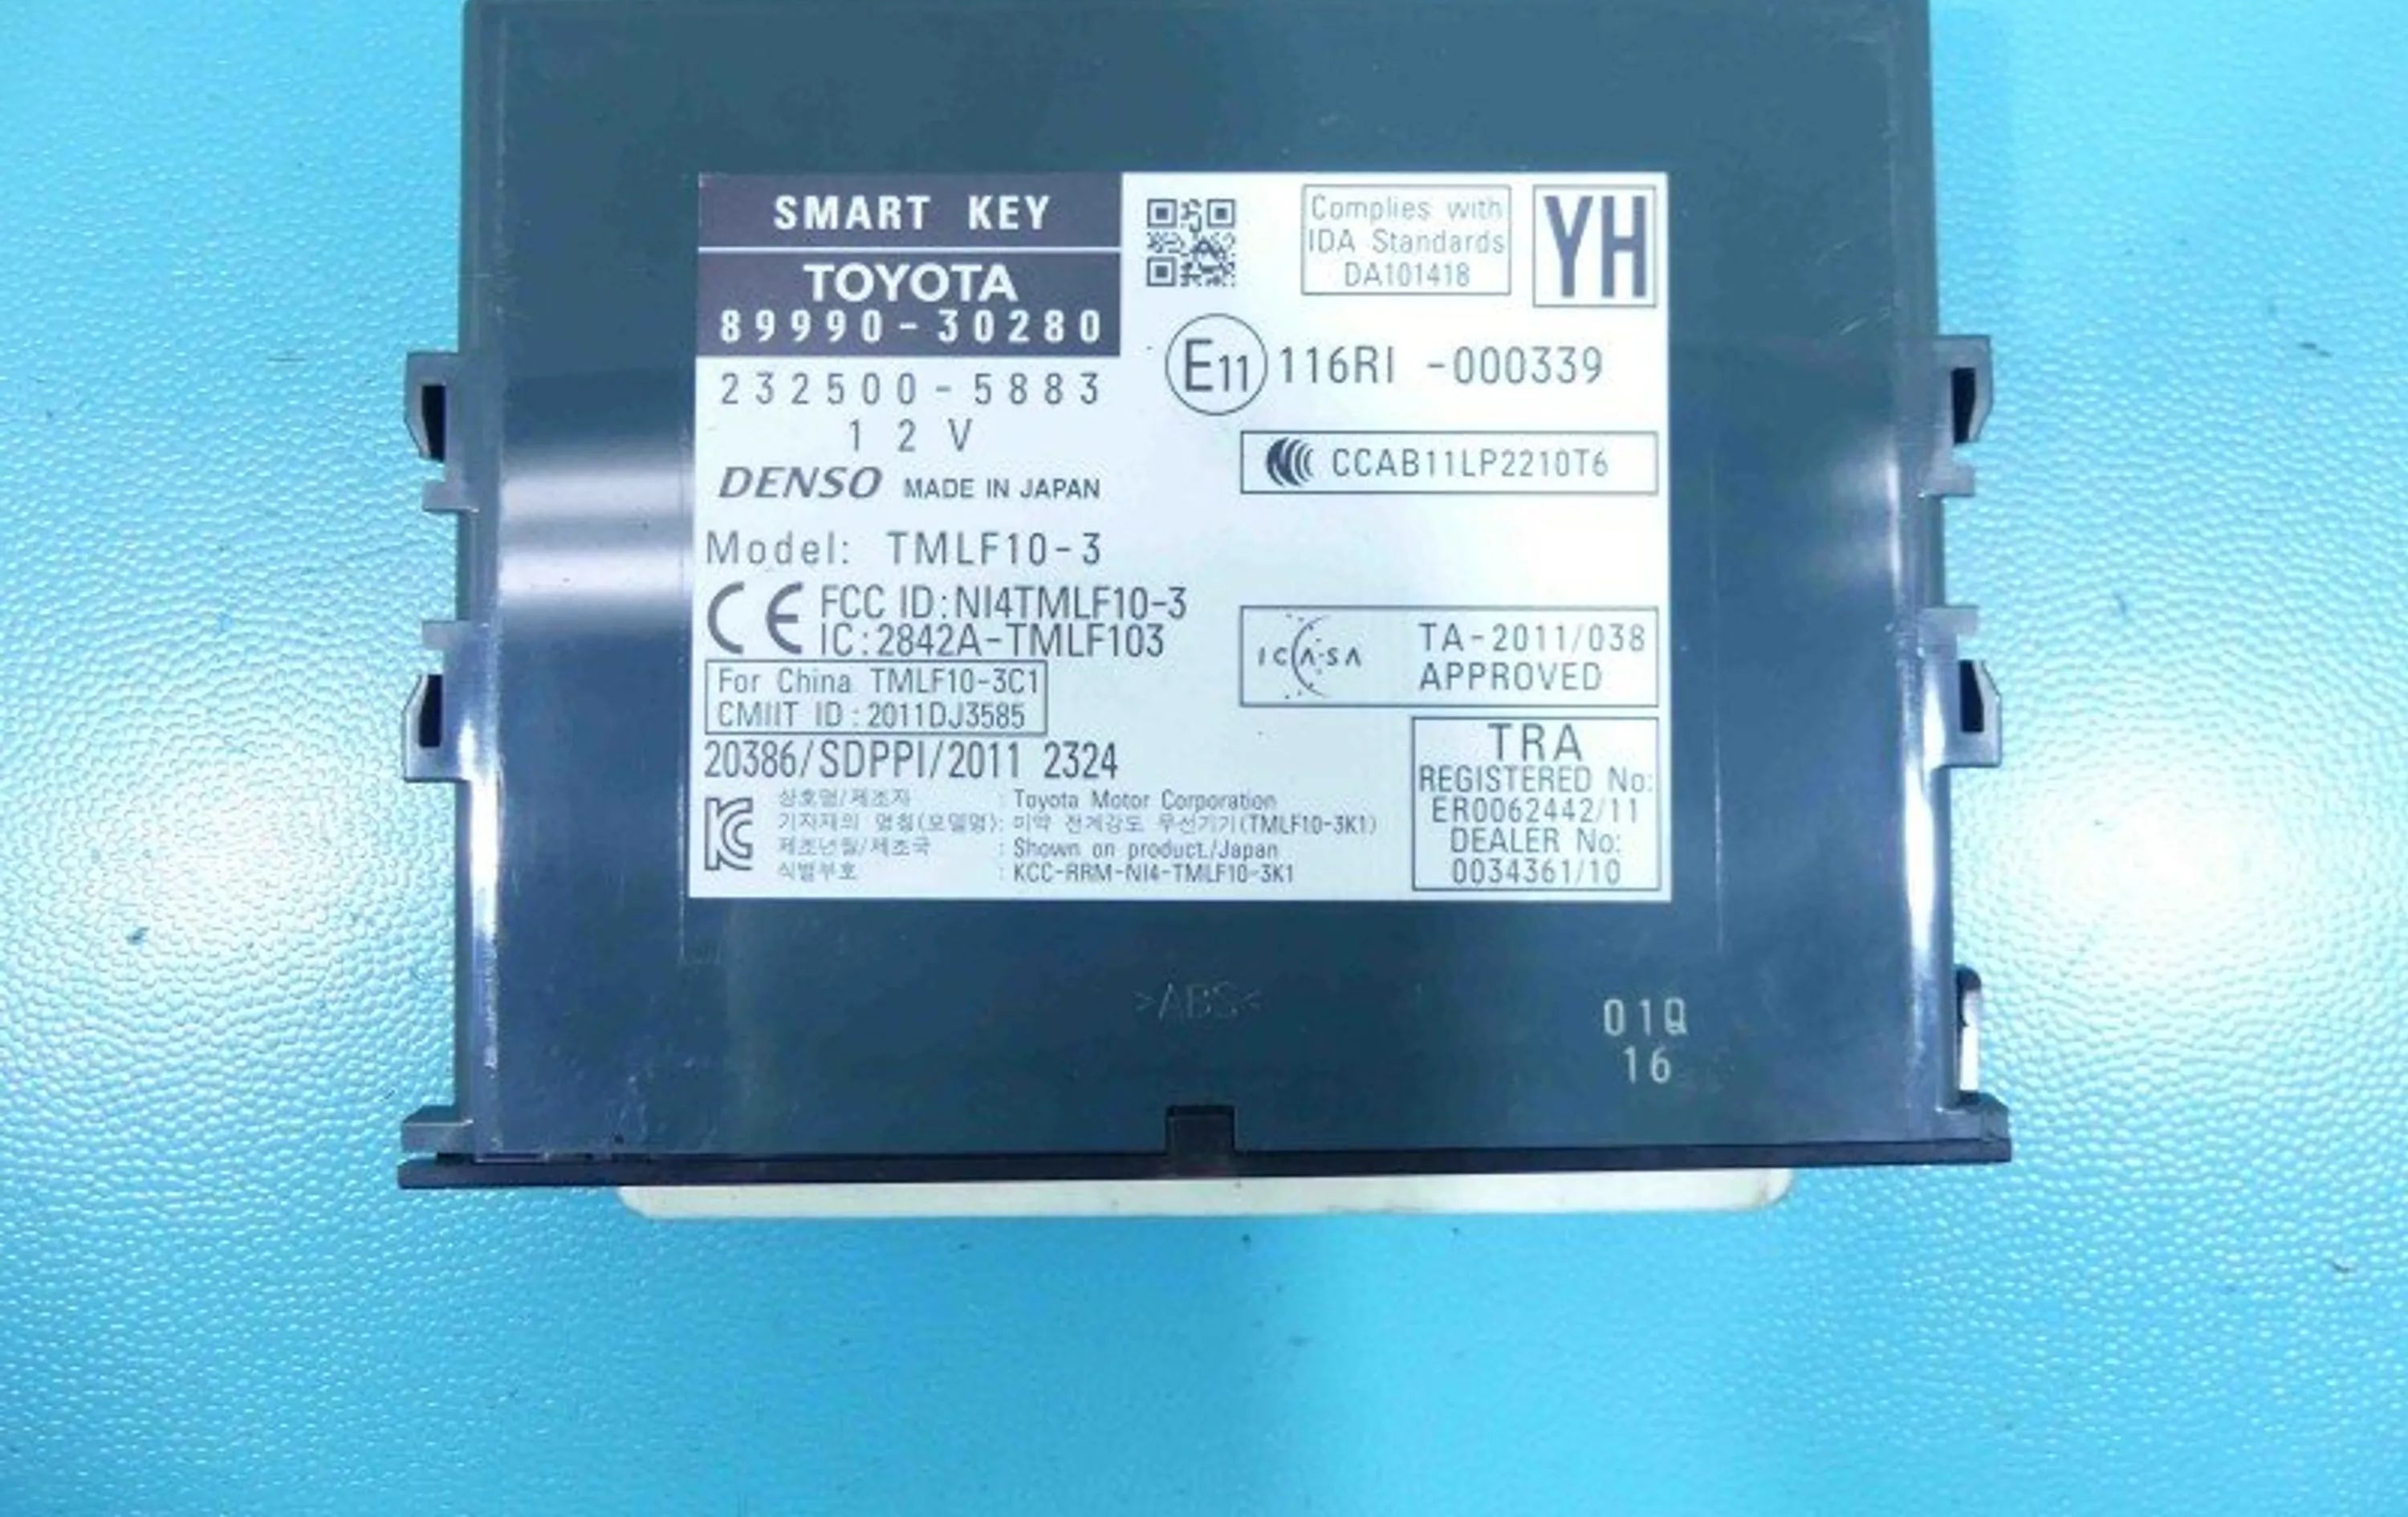 SMART KEY
TOYOTA
89990-30280
232500-5883
12V
DENSO MADE IN JAPAN
Model: TMLF10-3
CE FCC ID:NI4TMLF10-3
IC:2842A-TMLF103
For China TMLF10-3C1
CMIIT ID:2011DJ3585
20386/SDPPI/2011 2324
상호명/제조자 : Toyota Motor Corporation
기자재의 명칭(모델명): 미약 전계강도 무선기기(TMLF10-3K1)
제조년월/제조국 : Shown on product./Japan
식별부호 : KCC-RRM-NI4-TMLF10-3K1
Complies with
IDA Standards
DA101418
YH
E11 116RI -000339
CCAB11LP2210T6
ICASA
TA-2011/038
APPROVED
TRA
REGISTERED No:
ER0062442/11
DEALER No:
0034361/10
>ABS<
01Q
16